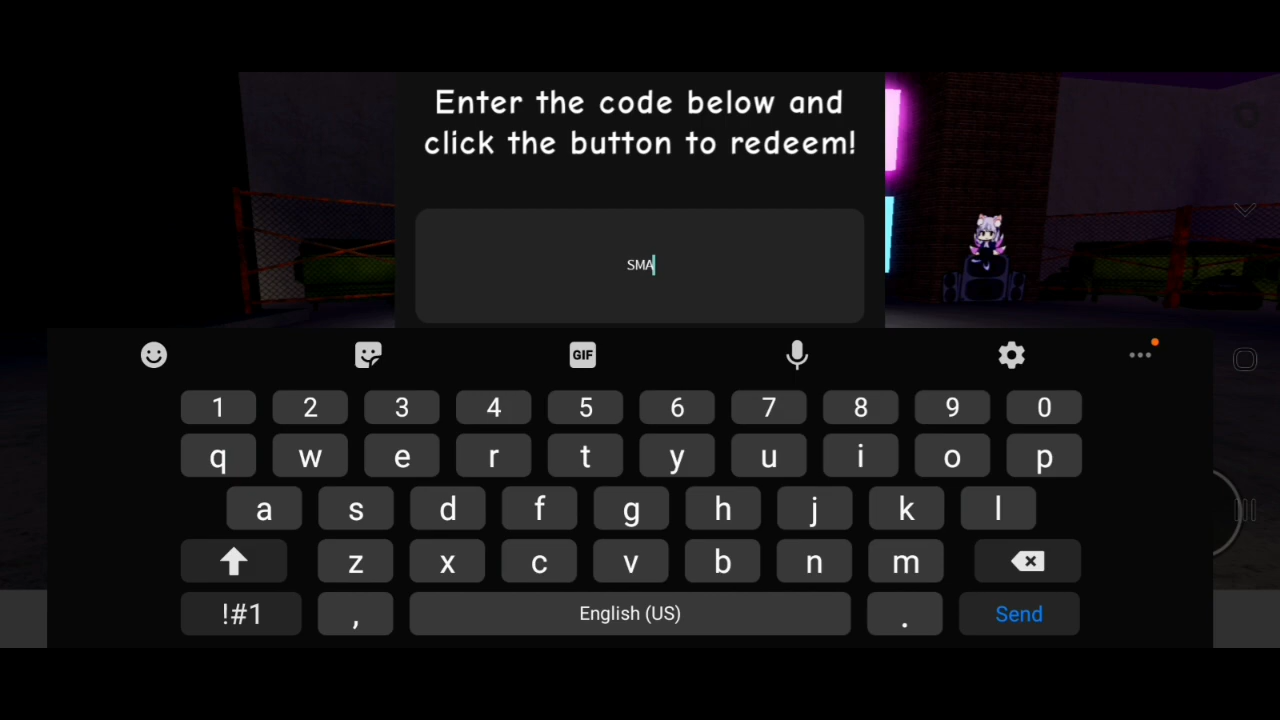 Enter the code below and
click the button to redeem!
SMA
GIF
1 2 3 4 5 6 7 8 9 0
q w e r t y u i o p
a s d f g h j k l
z x c v b n m
!#1 , English (US) . Send